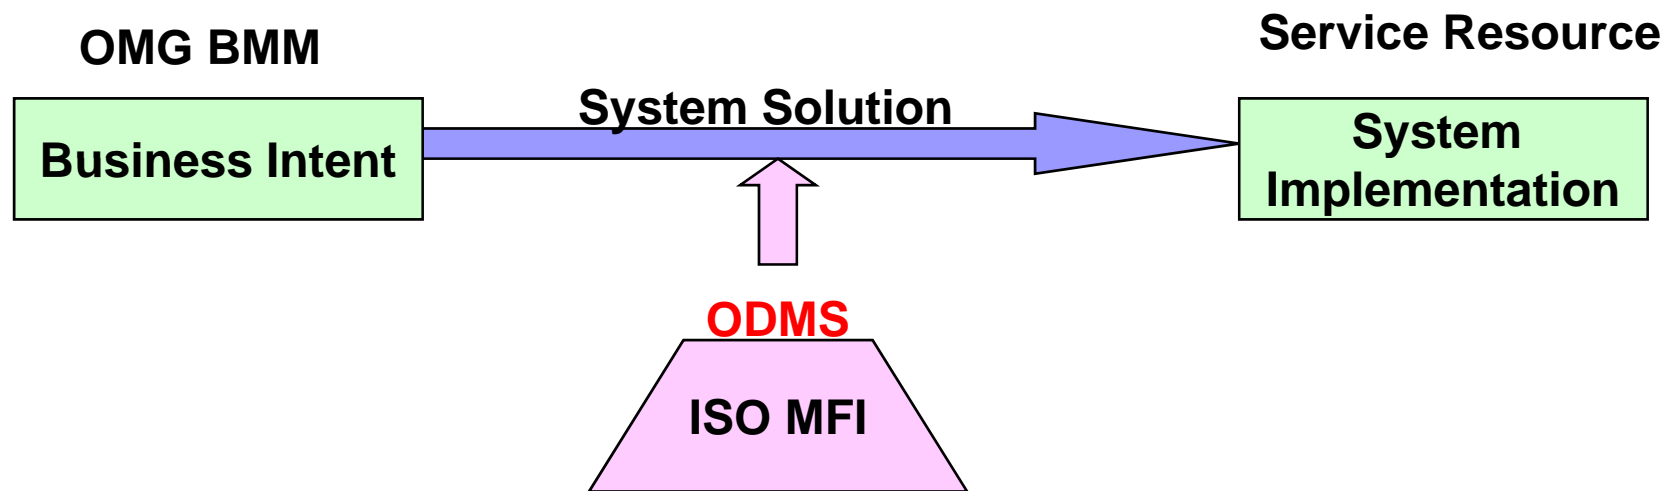 OMG BMM
Service Resource
System Solution
Business Intent
System
Implementation
ODMS
ISO MFI